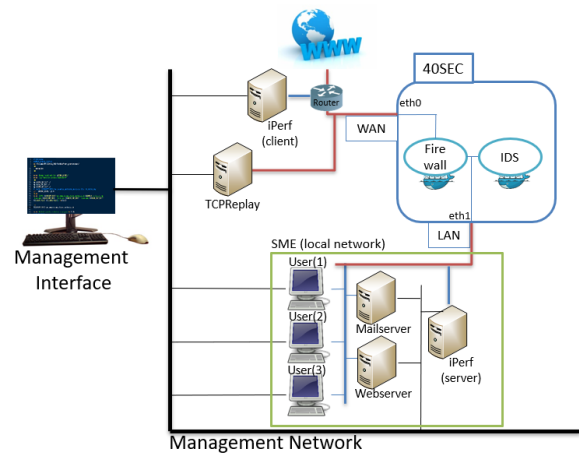 WWW
40SEC
Router
eth0
iPerf
(client)
WAN
Fire
wall
IDS
TCPReplay
eth1
LAN
Management
Interface
SME (local network)
User(1)
User(2)
Mailserver
iPerf
(server)
User(3)
Webserver
Management Network